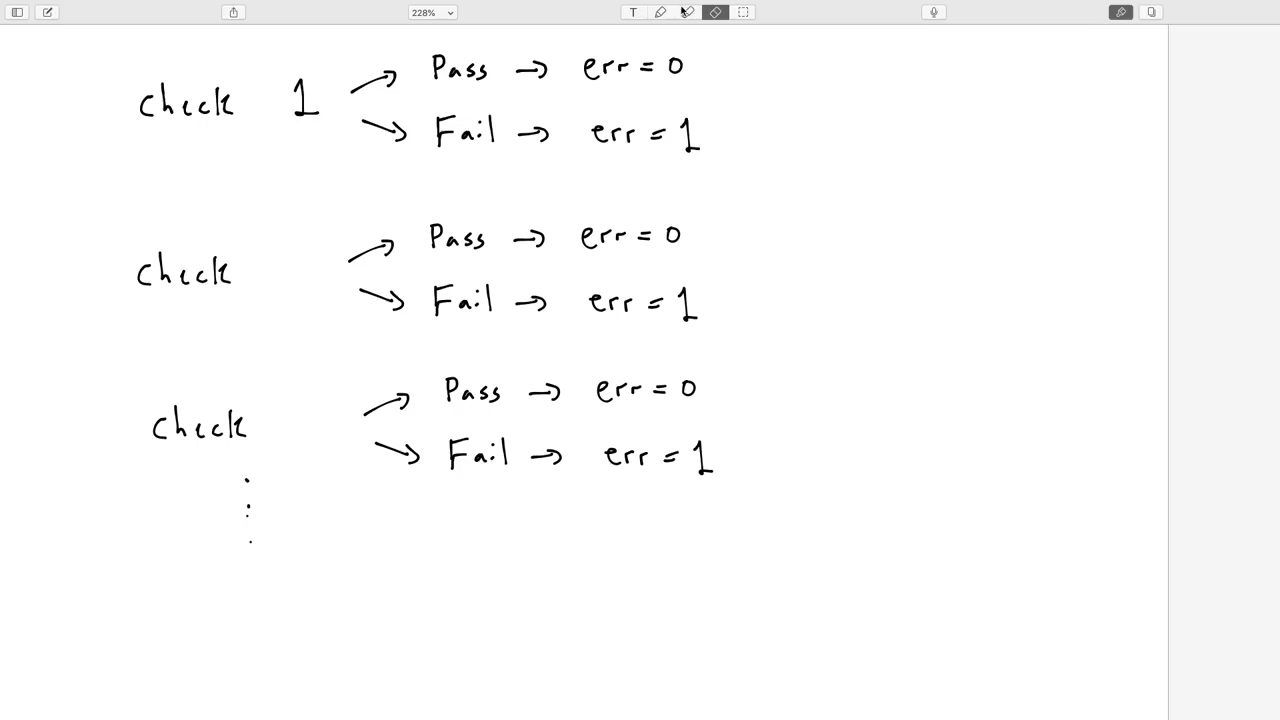 228%
T
Pass → err = 0
Check 1
Fail → err = 1
Pass → err = 0
Check
Fail → err = 1
Pass → err = 0
Check
Fail → err = 1